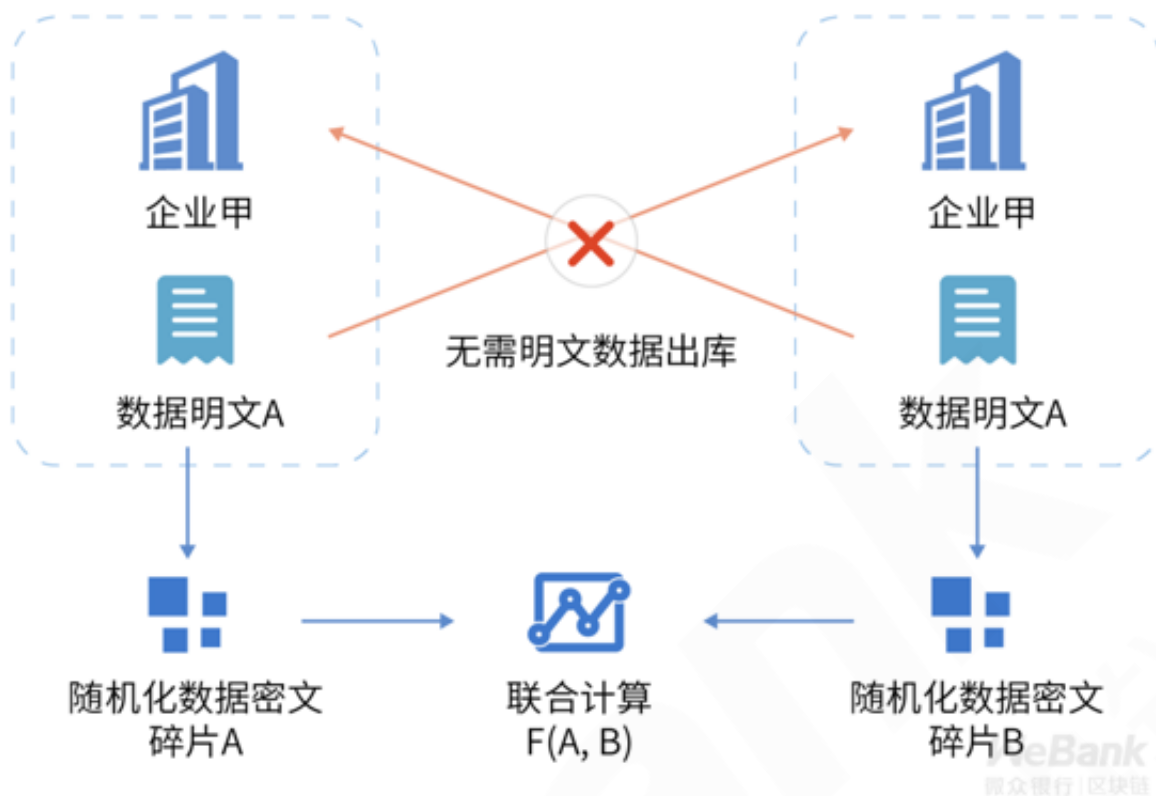 企业甲
企业甲
无需明文数据出库
数据明文A
数据明文A
随机化数据密文
碎片A
联合计算
F(A, B)
随机化数据密文
碎片B
WeBank
微众银行|区块链